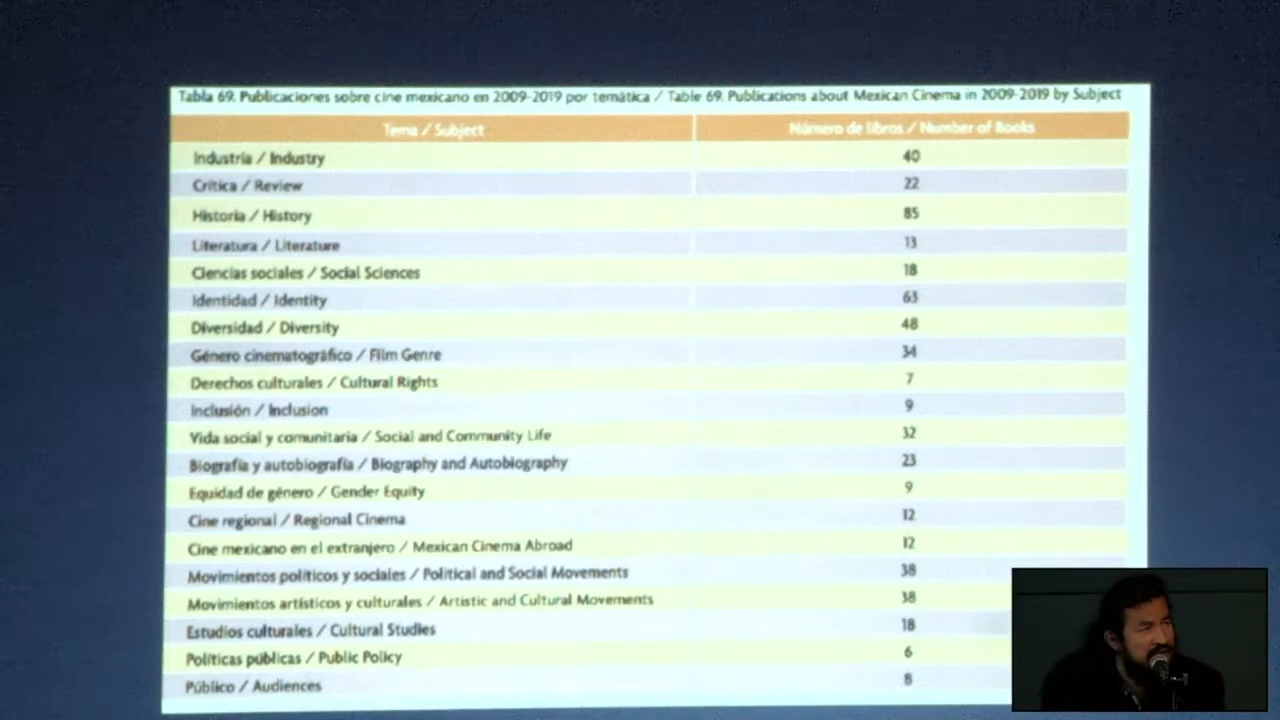 Tabla 69. Publicaciones sobre cine mexicano en 2009-2019 por temática / Table 69. Publications about Mexican Cinema in 2009-2019 by Subject
Tema / Subject Número de libros / Number of Books
Industria / Industry 40
Crítica / Review 22
Historia / History 85
Literatura / Literature 13
Ciencias sociales / Social Sciences 18
Identidad / Identity 63
Diversidad / Diversity 48
Género cinematográfico / Film Genre 34
Derechos culturales / Cultural Rights 7
Inclusión / Inclusion 9
Vida social y comunitaria / Social and Community Life 32
Biografía y autobiografía / Biography and Autobiography 23
Equidad de género / Gender Equity 9
Cine regional / Regional Cinema 12
Cine mexicano en el extranjero / Mexican Cinema Abroad 12
Movimientos políticos y sociales / Political and Social Movements 38
Movimientos artísticos y culturales / Artistic and Cultural Movements 38
Estudios culturales / Cultural Studies 18
Políticas públicas / Public Policy 6
Público / Audiences 8